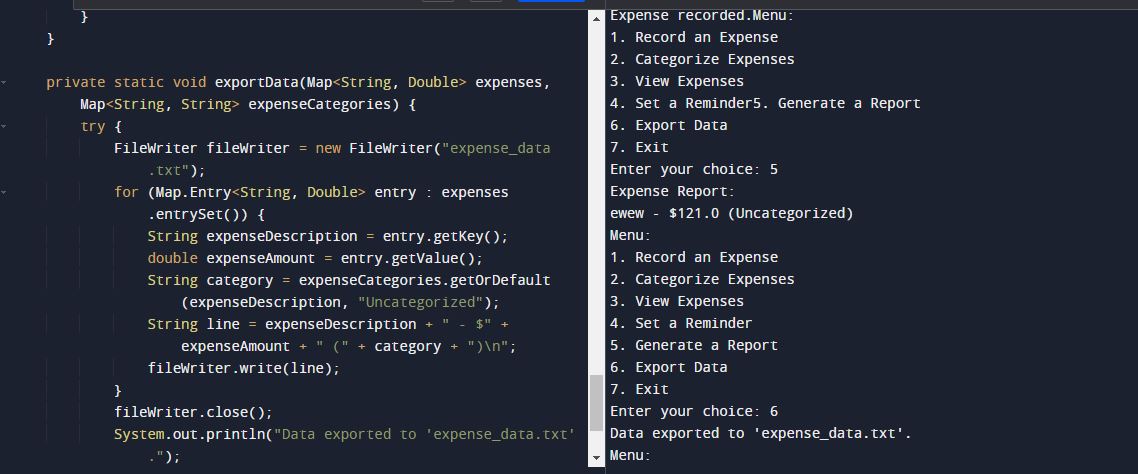 }
}
private static void exportData(Map<String, Double> expenses,
Map<String, String> expenseCategories) {
try {
FileWriter fileWriter = new FileWriter("expense_data
.txt");
for (Map.Entry<String, Double> entry : expenses
.entrySet()) {
String expenseDescription = entry.getKey();
double expenseAmount = entry.getValue();
String category = expenseCategories.getOrDefault
(expenseDescription, "Uncategorized");
String line = expenseDescription + " - $" +
expenseAmount + " (" + category + ")\n";
fileWriter.write(line);
}
fileWriter.close();
System.out.println("Data exported to 'expense_data.txt'
.");
Expense recorded.Menu:
1. Record an Expense
2. Categorize Expenses
3. View Expenses
4. Set a Reminder5. Generate a Report
6. Export Data
7. Exit
Enter your choice: 5
Expense Report:
ewew - $121.0 (Uncategorized)
Menu:
1. Record an Expense
2. Categorize Expenses
3. View Expenses
4. Set a Reminder
5. Generate a Report
6. Export Data
7. Exit
Enter your choice: 6
Data exported to 'expense_data.txt'.
Menu: